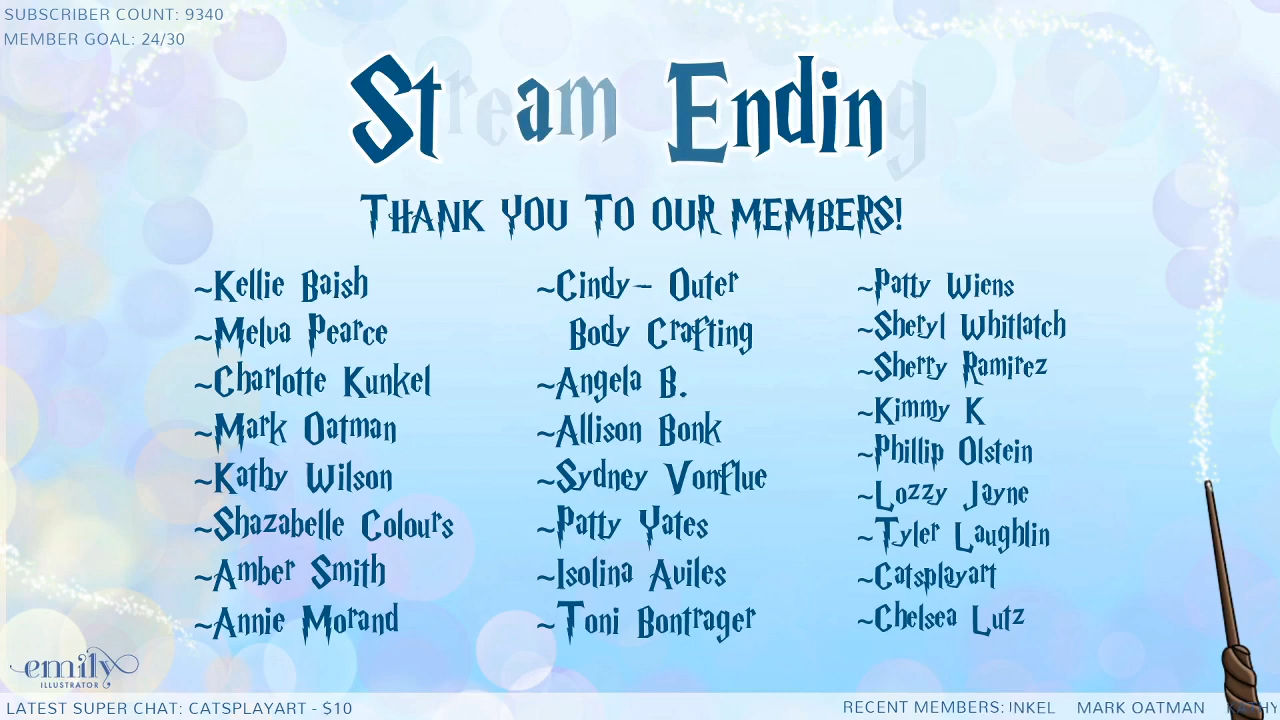 SUBSCRIBER COUNT: 9340
MEMBER GOAL: 24/30
Stream Ending
THANK YOU TO OUR MEMBERS!
~Kellie Baish
~Melva Pearce
~Charlotte Kunkel
~Mark Oatman
~Kathy Wilson
~Shazabelle Colours
~Amber Smith
~Annie Morand
~Cindy- Outer
Body Crafting
~Angela B.
~Allison Bonk
~Sydney Vonflue
~Patty Yates
~Isolina Aviles
~Toni Bontrager
~Patty Wiens
~Sheryl Whitlatch
~Sherry Ramirez
~Kimmy K
~Phillip Olstein
~Lozzy Jayne
~Tyler Laughlin
~Catsplayart
~Chelsea Lutz
emily
ILLUSTRATOR
LATEST SUPER CHAT: CATSPLAYART - $10
RECENT MEMBERS: INKEL MARK OATMAN KATHY